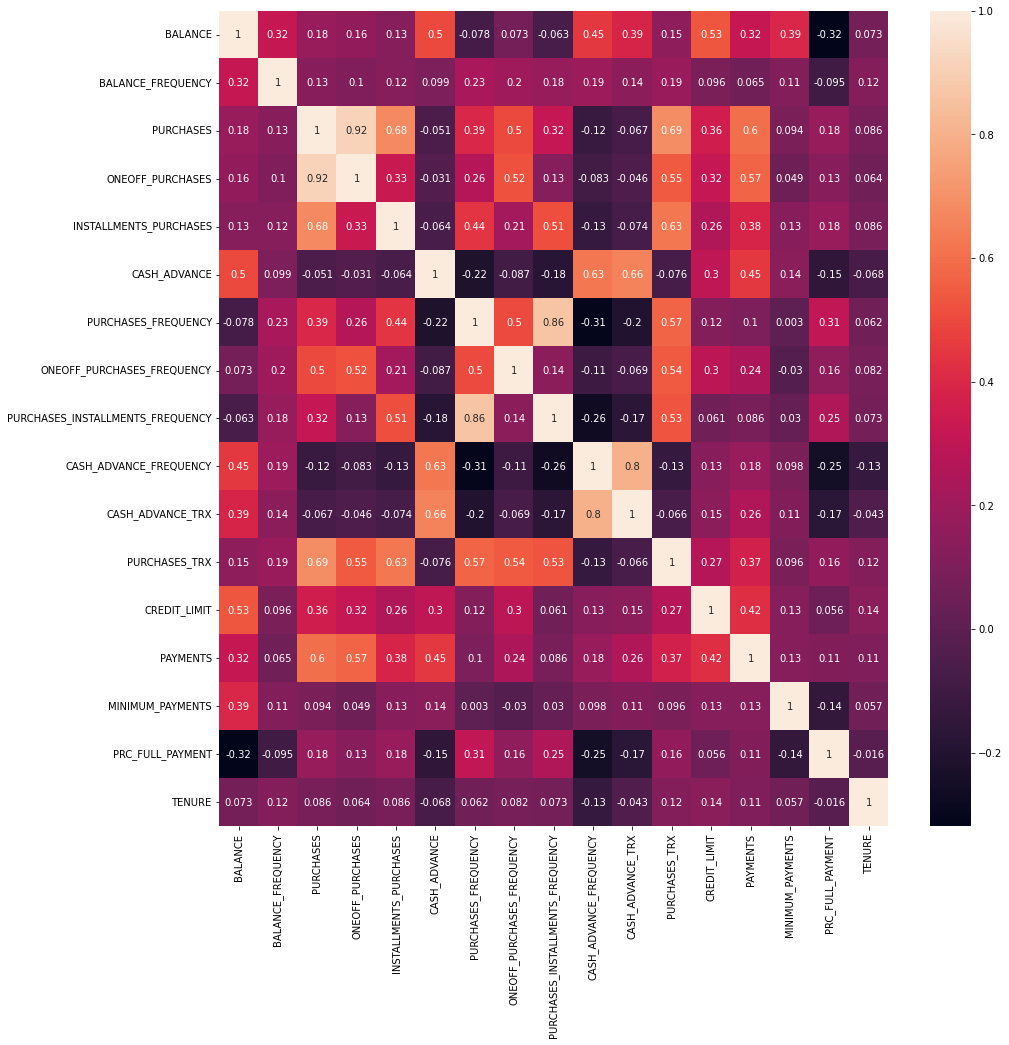 BALANCE 1 0.32 0.18 0.16 0.13 0.5 -0.078 0.073 -0.063 0.45 0.39 0.15 0.53 0.32 0.39 -0.32 0.073
BALANCE_FREQUENCY 0.32 1 0.13 0.1 0.12 0.099 0.23 0.2 0.18 0.19 0.14 0.19 0.096 0.065 0.11 -0.095 0.12
PURCHASES 0.18 0.13 1 0.92 0.68 -0.051 0.39 0.5 0.32 -0.12 -0.067 0.69 0.36 0.6 0.094 0.18 0.086
ONEOFF_PURCHASES 0.16 0.1 0.92 1 0.33 -0.031 0.26 0.52 0.13 -0.083 -0.046 0.55 0.32 0.57 0.049 0.13 0.064
INSTALLMENTS_PURCHASES 0.13 0.12 0.68 0.33 1 -0.064 0.44 0.21 0.51 -0.13 -0.074 0.63 0.26 0.38 0.13 0.18 0.086
CASH_ADVANCE 0.5 0.099 -0.051 -0.031 -0.064 1 -0.22 -0.087 -0.18 0.63 0.66 -0.076 0.3 0.45 0.14 -0.15 -0.068
PURCHASES_FREQUENCY -0.078 0.23 0.39 0.26 0.44 -0.22 1 0.5 0.86 -0.31 -0.2 0.57 0.12 0.1 0.003 0.31 0.062
ONEOFF_PURCHASES_FREQUENCY 0.073 0.2 0.5 0.52 0.21 -0.087 0.5 1 0.14 -0.11 -0.069 0.54 0.3 0.24 -0.03 0.16 0.082
PURCHASES_INSTALLMENTS_FREQUENCY -0.063 0.18 0.32 0.13 0.51 -0.18 0.86 0.14 1 -0.26 -0.17 0.53 0.061 0.086 0.03 0.25 0.073
CASH_ADVANCE_FREQUENCY 0.45 0.19 -0.12 -0.083 -0.13 0.63 -0.31 -0.11 -0.26 1 0.8 -0.13 0.13 0.18 0.098 -0.25 -0.13
CASH_ADVANCE_TRX 0.39 0.14 -0.067 -0.046 -0.074 0.66 -0.2 -0.069 -0.17 0.8 1 -0.066 0.15 0.26 0.11 -0.17 -0.043
PURCHASES_TRX 0.15 0.19 0.69 0.55 0.63 -0.076 0.57 0.54 0.53 -0.13 -0.066 1 0.27 0.37 0.096 0.16 0.12
CREDIT_LIMIT 0.53 0.096 0.36 0.32 0.26 0.3 0.12 0.3 0.061 0.13 0.15 0.27 1 0.42 0.13 0.056 0.14
PAYMENTS 0.32 0.065 0.6 0.57 0.38 0.45 0.1 0.24 0.086 0.18 0.26 0.37 0.42 1 0.13 0.11 0.11
MINIMUM_PAYMENTS 0.39 0.11 0.094 0.049 0.13 0.14 0.003 -0.03 0.03 0.098 0.11 0.096 0.13 0.13 1 -0.14 0.057
PRC_FULL_PAYMENT -0.32 -0.095 0.18 0.13 0.18 -0.15 0.31 0.16 0.25 -0.25 -0.17 0.16 0.056 0.11 -0.14 1 -0.016
TENURE 0.073 0.12 0.086 0.064 0.086 -0.068 0.062 0.082 0.073 -0.13 -0.043 0.12 0.14 0.11 0.057 -0.016 1
BALANCE
BALANCE_FREQUENCY
PURCHASES
ONEOFF_PURCHASES
INSTALLMENTS_PURCHASES
CASH_ADVANCE
PURCHASES_FREQUENCY
ONEOFF_PURCHASES_FREQUENCY
PURCHASES_INSTALLMENTS_FREQUENCY
CASH_ADVANCE_FREQUENCY
CASH_ADVANCE_TRX
PURCHASES_TRX
CREDIT_LIMIT
PAYMENTS
MINIMUM_PAYMENTS
PRC_FULL_PAYMENT
TENURE
1.0
0.8
0.6
0.4
0.2
0.0
−0.2